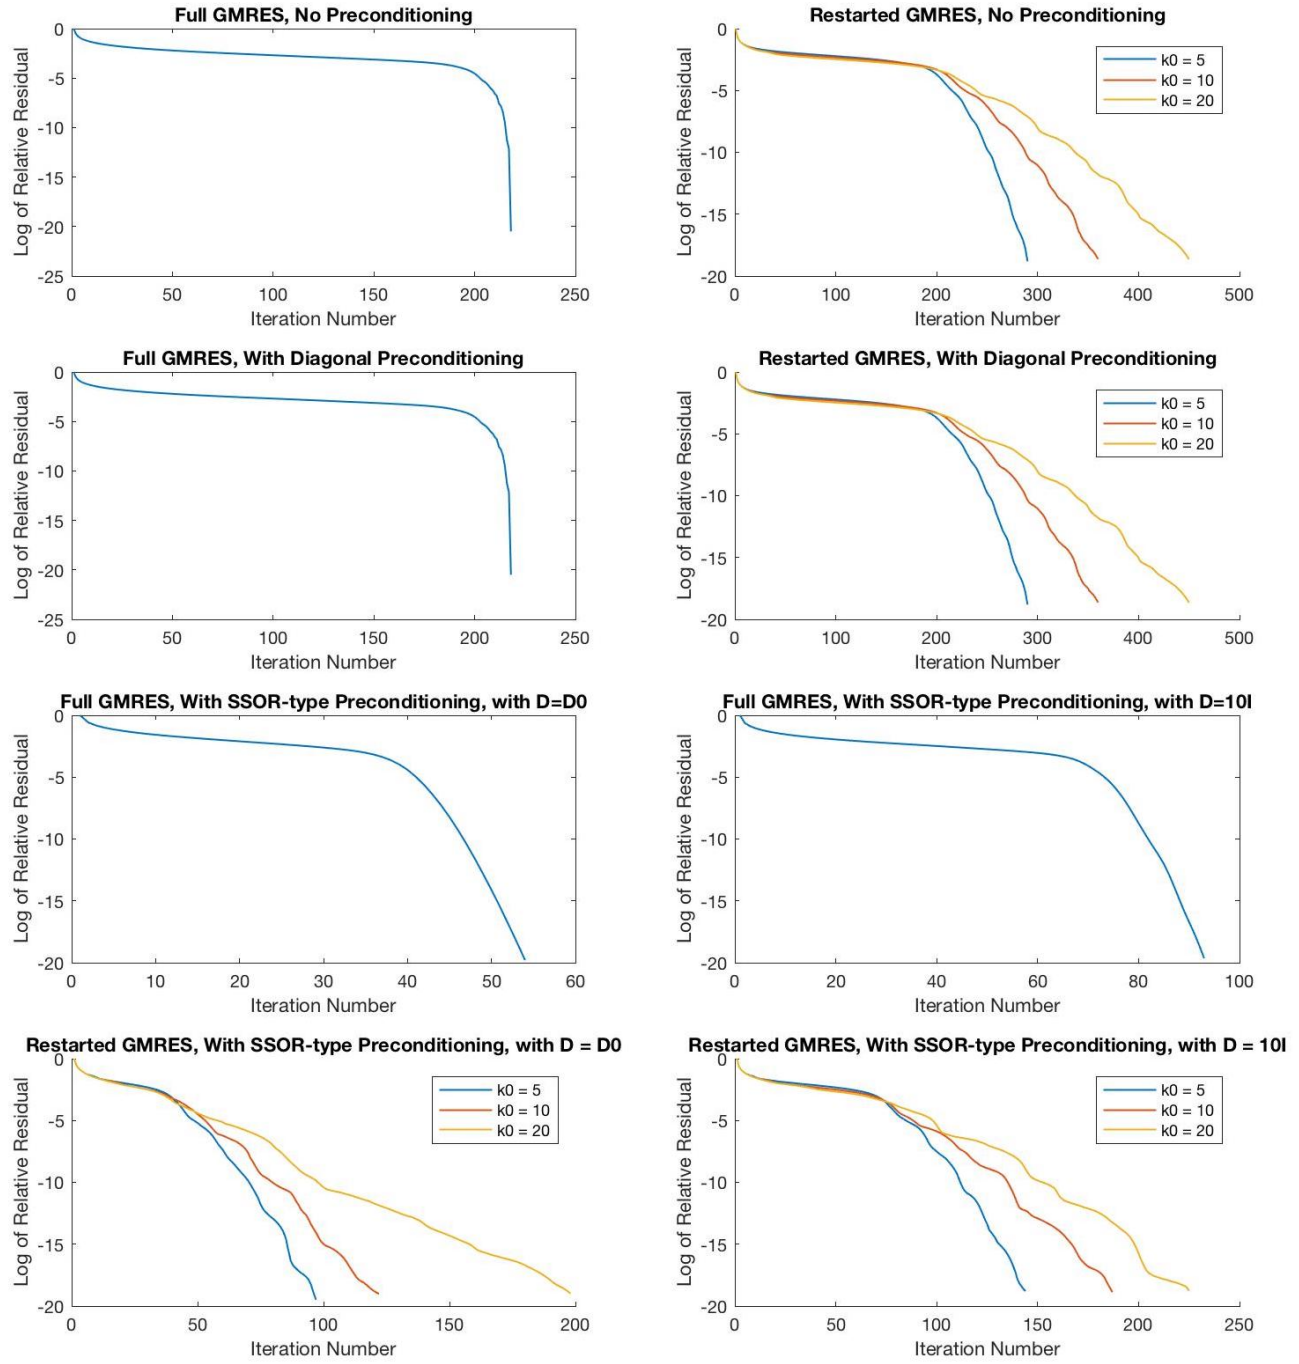 Full GMRES, No Preconditioning
Log of Relative Residual
0
-5
-10
-15
-20
-25
0 50 100 150 200 250
Iteration Number
Restarted GMRES, No Preconditioning
Log of Relative Residual
0
-5
-10
-15
-20
k0 = 5
k0 = 10
k0 = 20
0 100 200 300 400 500
Iteration Number
Full GMRES, With Diagonal Preconditioning
Log of Relative Residual
0
-5
-10
-15
-20
-25
0 50 100 150 200 250
Iteration Number
Restarted GMRES, With Diagonal Preconditioning
Log of Relative Residual
0
-5
-10
-15
-20
k0 = 5
k0 = 10
k0 = 20
0 100 200 300 400 500
Iteration Number
Full GMRES, With SSOR-type Preconditioning, with D=D0
Log of Relative Residual
0
-5
-10
-15
-20
0 10 20 30 40 50 60
Iteration Number
Full GMRES, With SSOR-type Preconditioning, with D=10I
Log of Relative Residual
0
-5
-10
-15
-20
0 20 40 60 80 100
Iteration Number
Restarted GMRES, With SSOR-type Preconditioning, with D = D0
Log of Relative Residual
0
-5
-10
-15
-20
k0 = 5
k0 = 10
k0 = 20
0 50 100 150 200
Iteration Number
Restarted GMRES, With SSOR-type Preconditioning, with D = 10I
Log of Relative Residual
0
-5
-10
-15
-20
k0 = 5
k0 = 10
k0 = 20
0 50 100 150 200 250
Iteration Number